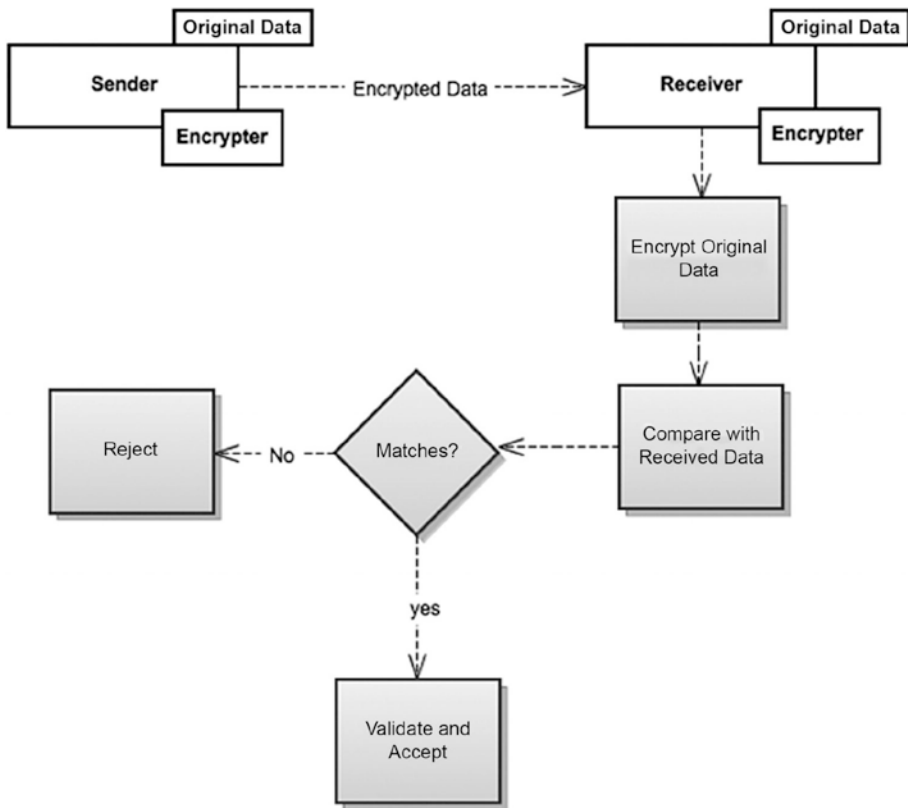 Original Data
Original Data
Sender
Encrypted Data
Receiver
Encrypter
Encrypter
Encrypt Original
Data
Compare with
Received Data
Matches?
No
Reject
yes
Validate and
Accept